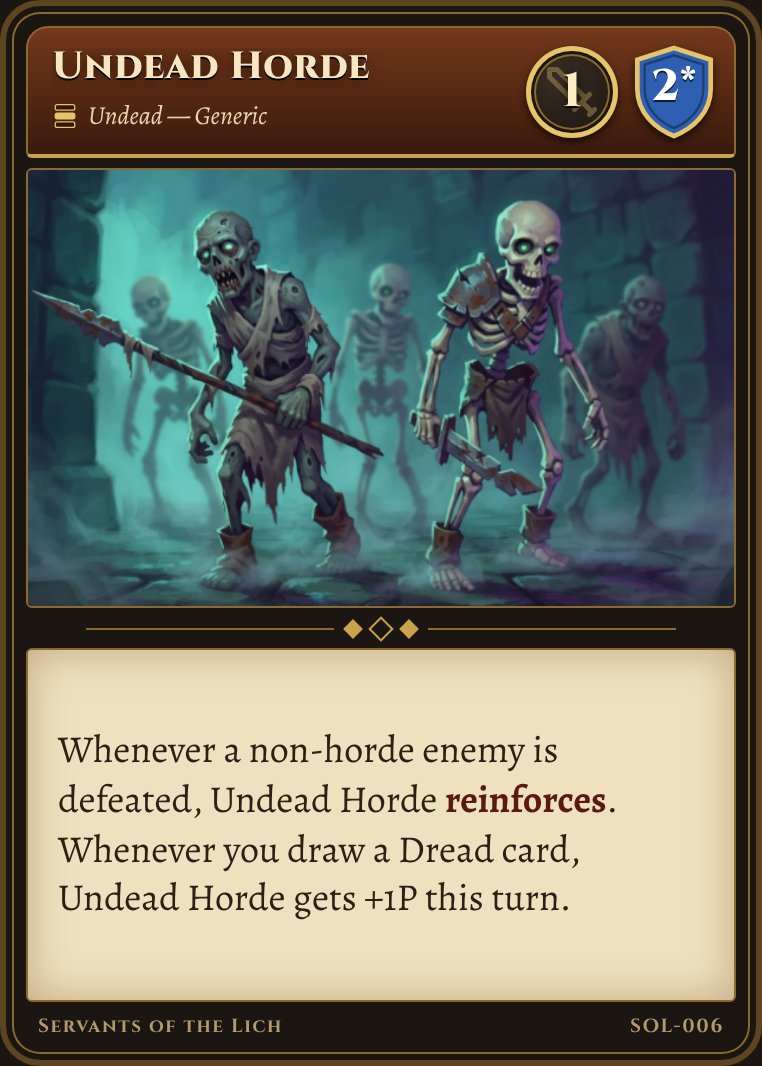 Undead Horde
Undead — Generic
1
2*
Whenever a non-horde enemy is
defeated, Undead Horde reinforces.
Whenever you draw a Dread card,
Undead Horde gets +1P this turn.
Servants of the Lich
SOL-006